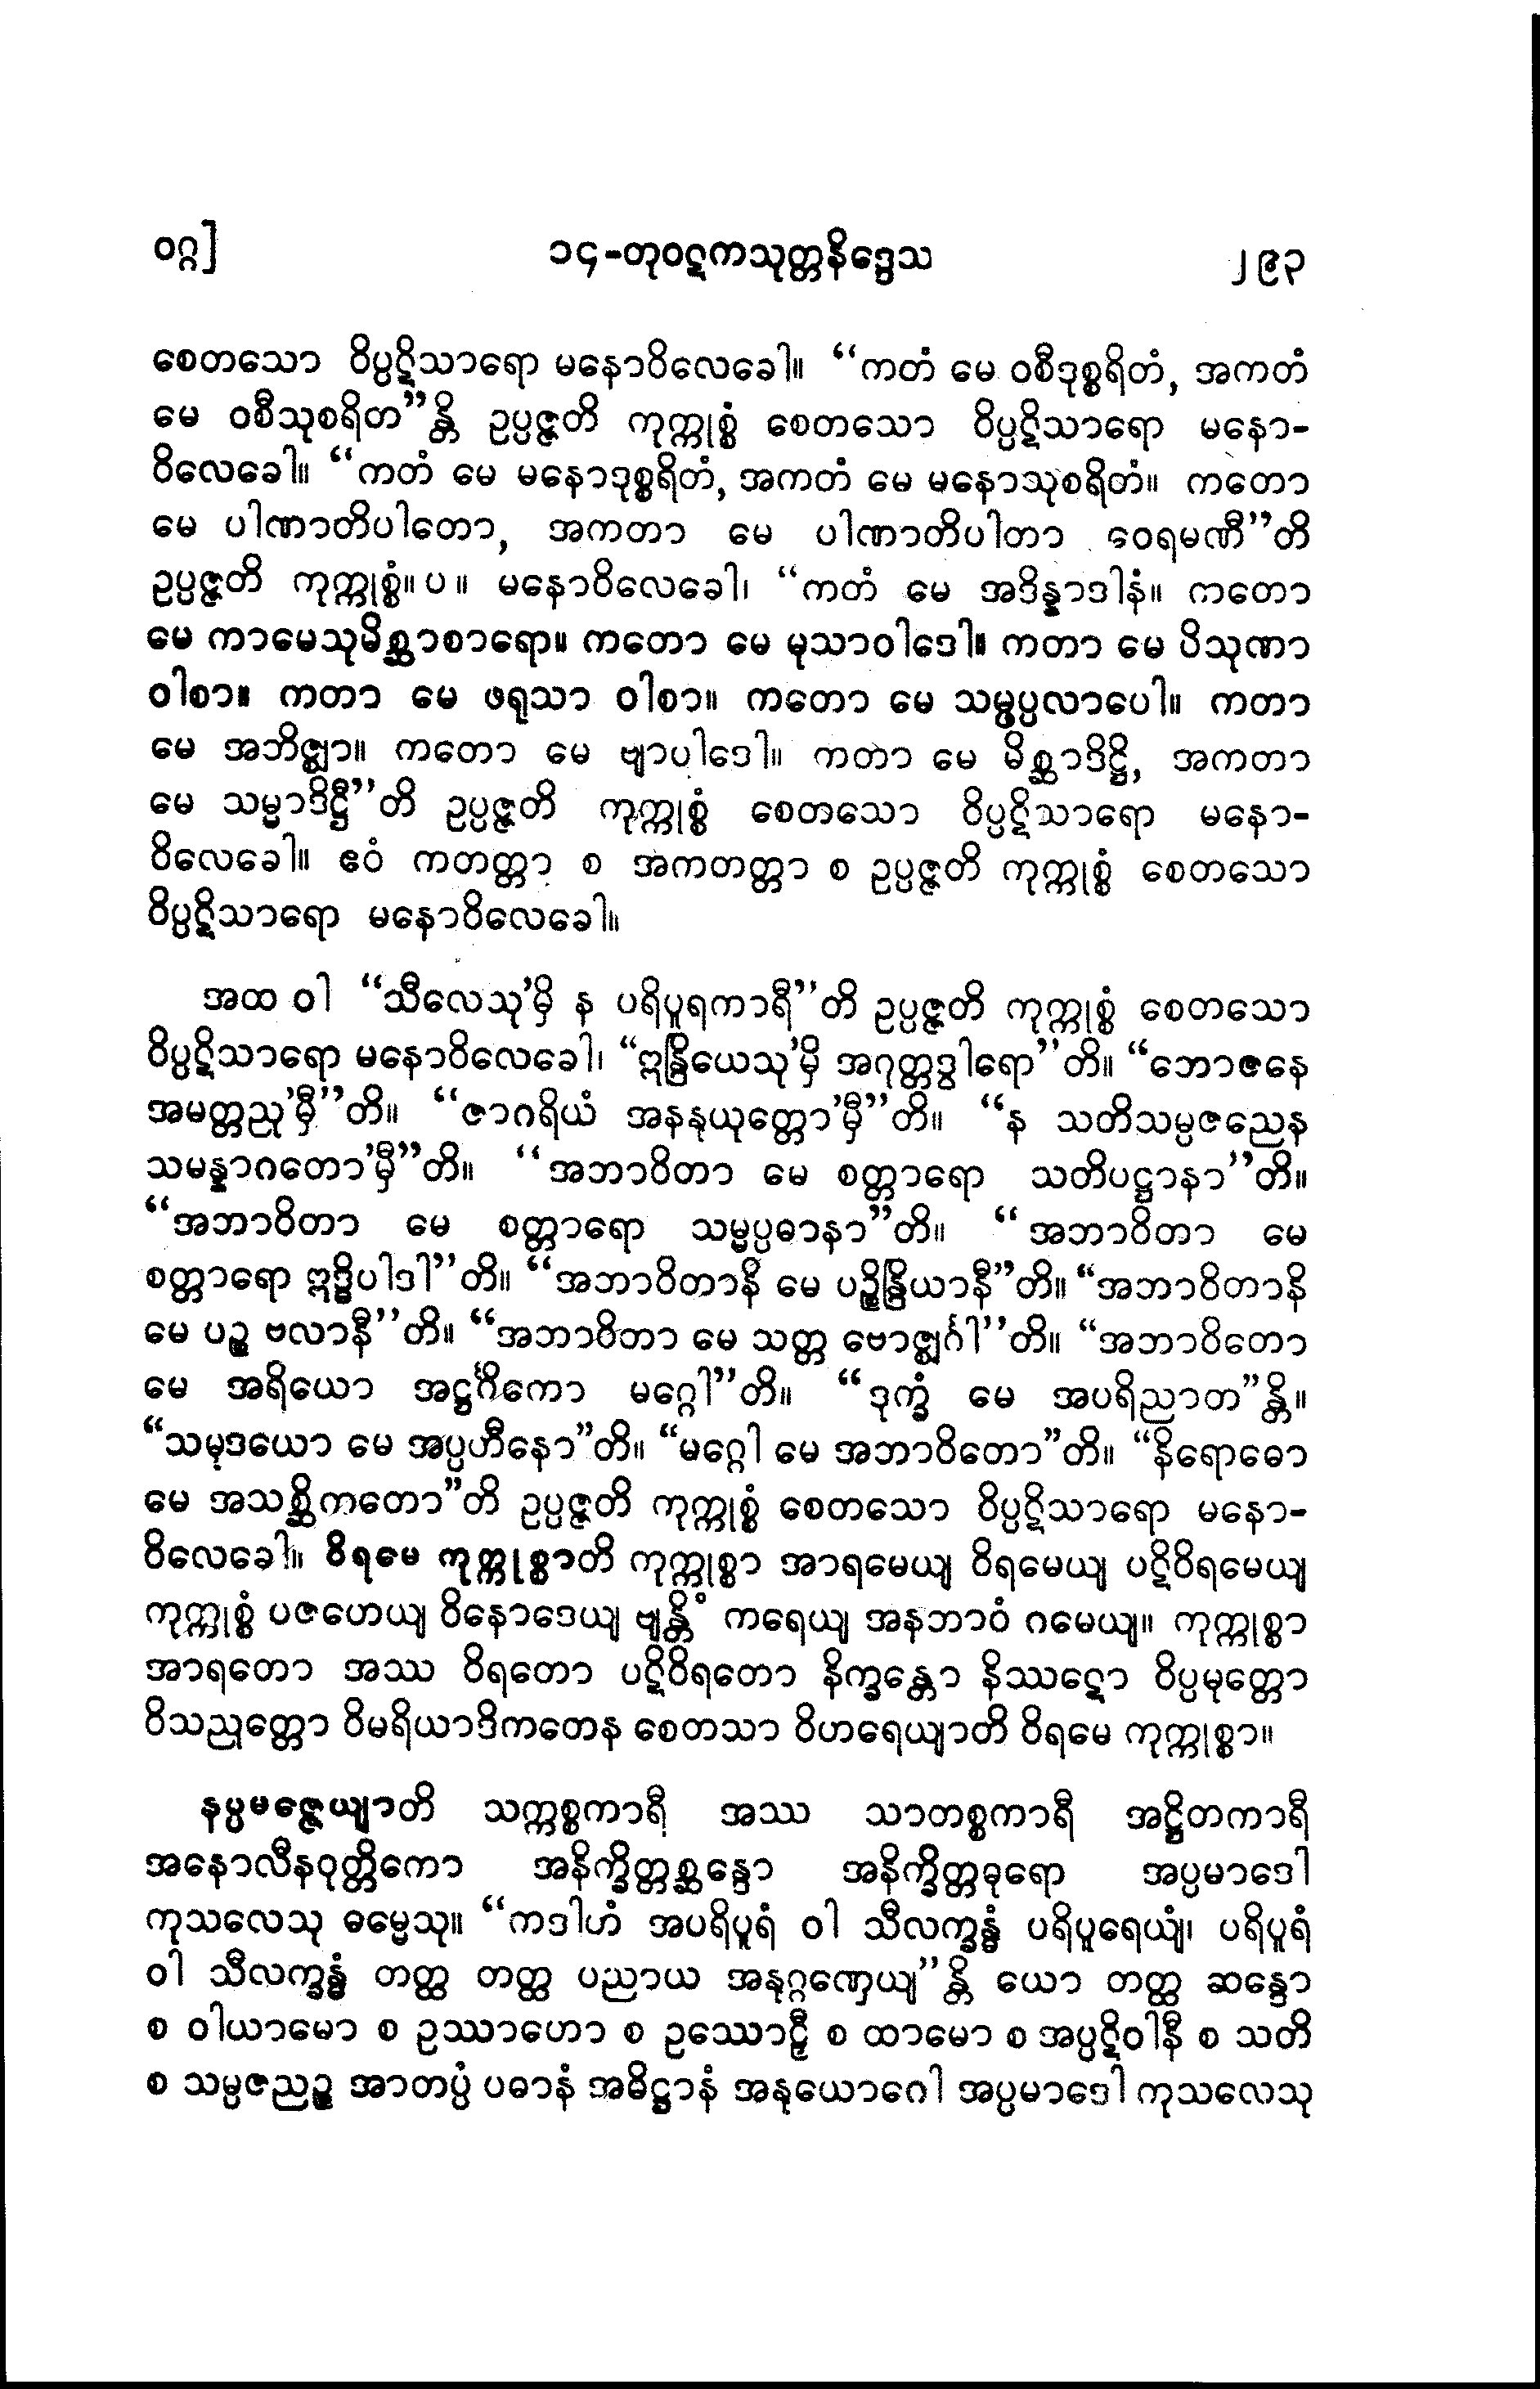 ဝဂ္ဂ]
၁၄-တုဝဋကသုတ္တနိဒ္ဒေသ
၂၉၃
စေတသော ဝိပ္ပဋိသာရော မနောဝိလေခေါ။ “ကတံ မေ ဝစီဒုစ္စရိတံ, အကတံ
မေ ဝစီသုစရိတ”န္တိ ဥပ္ပဇ္ဇတိ ကုက္ကုစ္စံ စေတသော ဝိပ္ပဋိသာရော မနော-
ဝိလေခေါ။ “ကတံ မေ မနောဒုစ္စရိတံ, အကတံ မေ မနောသုစရိတံ။ ကတော
မေ ပါဏာတိပါတော, အကတာ မေ ပါဏာတိပါတာ ဝေရမဏီ”တိ
ဥပ္ပဇ္ဇတိ ကုက္ကုစ္စံ။ပ။ မနောဝိလေခေါ၊ “ကတံ မေ အဒိန္နာဒါနံ။ ကတော
မေ ကာမေသုမိစ္ဆာစာရော။ ကတော မေ မုသာဝါဒေါ။ ကတာ မေ ပိသုဏာ
ဝါစာ။ ကတာ မေ ဖရုသာ ဝါစာ။ ကတော မေ သမ္ဖပ္ပလာပေါ။ ကတာ
မေ အဘိဇ္ဈာ။ ကတော မေ ဗျာပါဒေါ။ ကတာ မေ မိစ္ဆာဒိဋ္ဌိ, အကတာ
မေ သမ္မာဒိဋ္ဌီ”တိ ဥပ္ပဇ္ဇတိ ကုက္ကုစ္စံ စေတသော ဝိပ္ပဋိသာရော မနော-
ဝိလေခေါ။ ဧဝံ ကတတ္တာ စ အကတတ္တာ စ ဥပ္ပဇ္ဇတိ ကုက္ကုစ္စံ စေတသော
ဝိပ္ပဋိသာရော မနောဝိလေခေါ။
အထ ဝါ “သီလေသု’မှိ န ပရိပူရကာရီ”တိ ဥပ္ပဇ္ဇတိ ကုက္ကုစ္စံ စေတသော
ဝိပ္ပဋိသာရော မနောဝိလေခေါ၊ “ဣန္ဒြိယေသု’မှိ အဂုတ္တဒွါရော”တိ။ “ဘောဇနေ
အမတ္တညု’မှီ”တိ။ “ဇာဂရိယံ အနနုယုတ္တော’မှီ”တိ။ “န သတိသမ္ပဇညေန
သမန္နာဂတော’မှီ”တိ။ “အဘာဝိတာ မေ စတ္တာရော သတိပဋ္ဌာနာ”တိ။
“အဘာဝိတာ မေ စတ္တာရော သမ္မပ္ပဓာနာ”တိ။ “အဘာဝိတာ မေ
စတ္တာရော ဣဒ္ဓိပါဒါ”တိ။ “အဘာဝိတာနိ မေ ပဉ္စိန္ဒြိယာနီ”တိ။ “အဘာဝိတာနိ
မေ ပဉ္စ ဗလာနီ”တိ။ “အဘာဝိတာ မေ သတ္တ ဗောဇ္ဈင်္ဂါ”တိ။ “အဘာဝိတော
မေ အရိယော အဋ္ဌင်္ဂိကော မဂ္ဂေါ”တိ။ “ဒုက္ခံ မေ အပရိညာတ”န္တိ။
“သမုဒယော မေ အပ္ပဟီနော”တိ။ “မဂ္ဂေါ မေ အဘာဝိတော”တိ။ “နိရောဓော
မေ အသစ္ဆိကတော”တိ ဥပ္ပဇ္ဇတိ ကုက္ကုစ္စံ စေတသော ဝိပ္ပဋိသာရော မနော-
ဝိလေခေါ။ ဝိရမေ ကုက္ကုစ္စာတိ ကုက္ကုစ္စာ အာရမေယျ ဝိရမေယျ ပဋိဝိရမေယျ
ကုက္ကုစ္စံ ပဇဟေယျ ဝိနောဒေယျ ဗျန္တိံ ကရေယျ အနဘာဝံ ဂမေယျ။ ကုက္ကုစ္စာ
အာရတော အဿ ဝိရတော ပဋိဝိရတော နိက္ခန္တော နိဿဋော ဝိပ္ပမုတ္တော
ဝိသညုတ္တော ဝိမရိယာဒိကတေန စေတသာ ဝိဟရေယျာတိ ဝိရမေ ကုက္ကုစ္စာ။
နပ္ပမဇ္ဇေယျာတိ သက္ကစ္စကာရီ အဿ သာတစ္စကာရီ အဋ္ဌိတကာရီ
အနောလီနဝုတ္တိကော အနိက္ခိတ္တစ္ဆန္ဒော အနိက္ခိတ္တဓုရော အပ္ပမာဒေါ
ကုသလေသု ဓမ္မေသု။ “ကဒါဟံ အပရိပူရံ ဝါ သီလက္ခန္ဓံ ပရိပူရေယျံ၊ ပရိပူရံ
ဝါ သီလက္ခန္ဓံ တတ္ထ တတ္ထ ပညာယ အနုဂ္ဂဏှေယျ”န္တိ ယော တတ္ထ ဆန္ဒော
စ ဝါယာမော စ ဥဿာဟော စ ဥဿောဠှီ စ ထာမော စ အပ္ပဋိဝါနီ စ သတိ
စ သမ္ပဇညဉ္စ အာတပ္ပံ ပဓာနံ အဓိဋ္ဌာနံ အနုယောဂေါ အပ္ပမာဒေါ ကုသလေသု